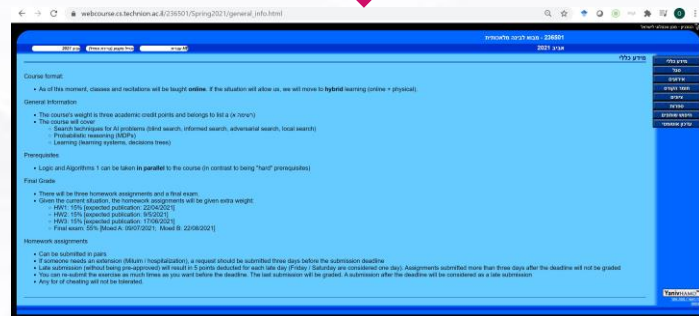 webcourse.cs.technion.ac.il/236501/Spring2021/general_info.html
236501 - מבוא לבינה מלאכותית
אביב 2021
מידע כללי
מידע כללי
סגל
אירועים
חומר הקורס
ציונים
ספרות
Course format:
As of this moment, classes and recitations will be taught online. If the situation will allow us, we will move to hybrid learning (online + physical).
General Information
The course's weight is three academic credit points and belongs to list a (רשימה א)
The course will cover:
Search techniques for AI problems (blind search, informed search, adversarial search, local search)
Probabilistic reasoning (MDPs)
Learning (learning systems, decisions trees)
Prerequisites
Logic and Algorithms 1 can be taken in parallel to the course (in contrast to being "hard" prerequisites)
Final Grade
There will be three homework assignments and a final exam.
Given the current situation, the homework assignments will be given extra weight:
HW1: 15% [expected publication: 22/04/2021]
HW2: 15% [expected publication: 9/5/2021]
HW3: 15% [expected publication: 17/06/2021]
Final exam: 55% [Moed A: 09/07/2021; Moed B: 22/08/2021]
Homework assignments
Can be submitted in pairs
If someone needs an extension (Miluim / hospitalization), a request should be submitted three days before the submission deadline
Late submission (without being pre-approved) will result in 5 points deducted for each late day (Friday / Saturday are considered one day). Assignments submitted more than three days after the deadline will not be graded
You can re-submit the exercise as much times as you want before the deadline. The last submission will be graded. A submission after the deadline will be considered as a late submission
Any for of cheating will not be tolerated.
YanivHAMO